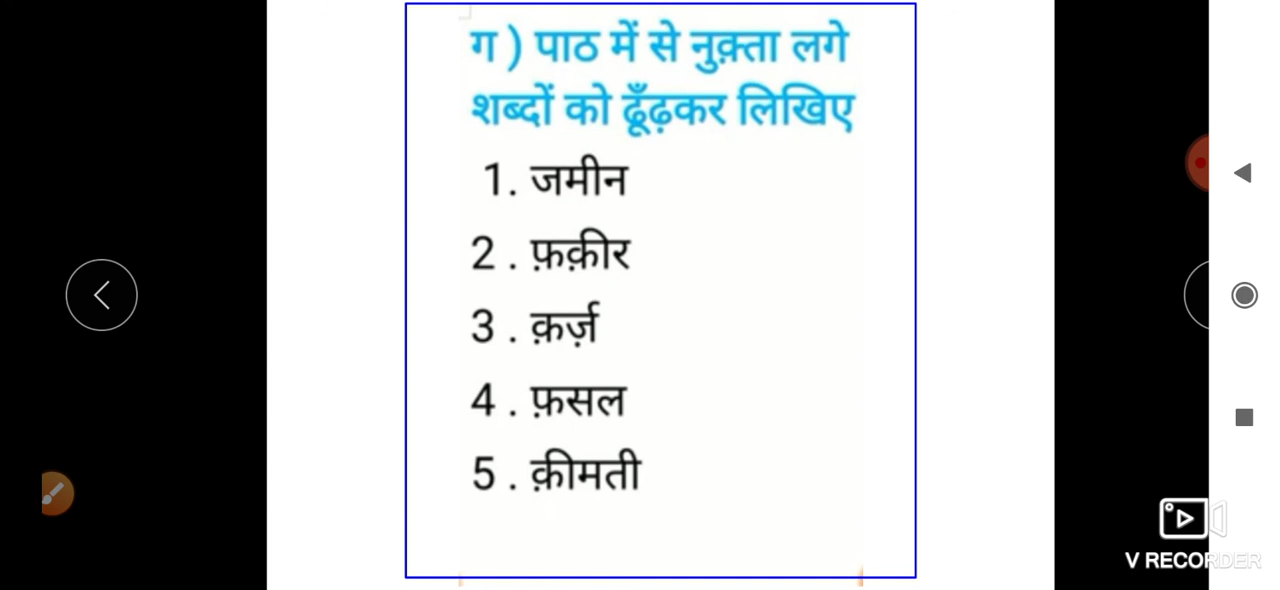 ग ) पाठ में से नुक़्ता लगे
शब्दों को ढूँढ़कर लिखिए
1. जमीन
2 . फ़क़ीर
3 . क़र्ज़
4 . फ़सल
5 . क़ीमती
V RECORDER